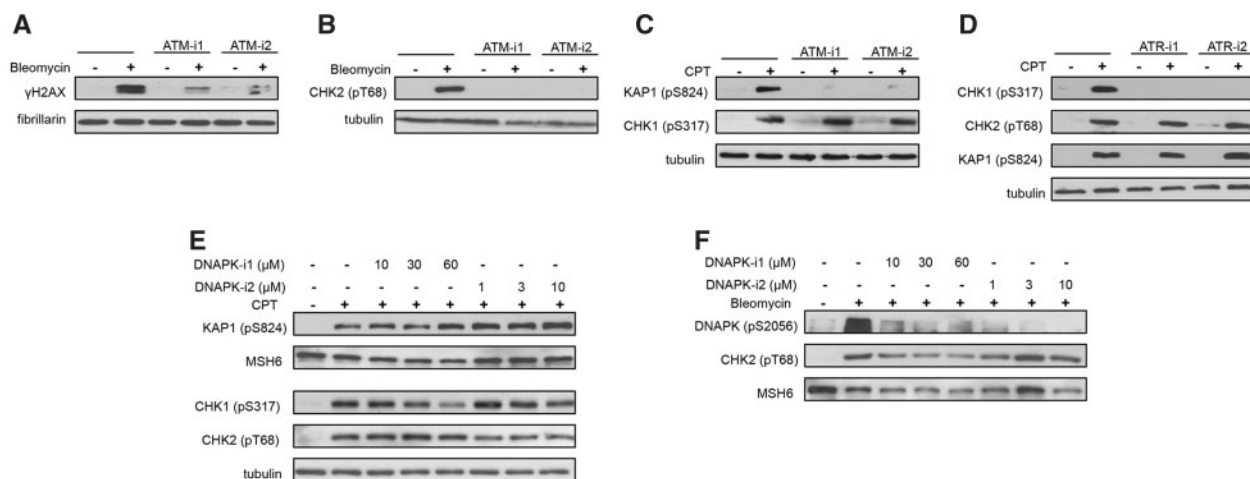 A
ATM-i1 ATM-i2
Bleomycin - + - + - +
γH2AX
fibrillarin
B
ATM-i1 ATM-i2
Bleomycin - + - + - +
CHK2 (pT68)
tubulin
C
ATM-i1 ATM-i2
CPT - + - + - +
KAP1 (pS824)
CHK1 (pS317)
tubulin
D
ATR-i1 ATR-i2
CPT - + - + - +
CHK1 (pS317)
CHK2 (pT68)
KAP1 (pS824)
tubulin
E
DNAPK-i1 (μM) - - 10 30 60 - - -
DNAPK-i2 (μM) - - - - - 1 3 10
CPT - + + + + + + +
KAP1 (pS824)
MSH6
CHK1 (pS317)
CHK2 (pT68)
tubulin
F
DNAPK-i1 (μM) - - 10 30 60 - - -
DNAPK-i2 (μM) - - - - - 1 3 10
Bleomycin - + + + + + + +
DNAPK (pS2056)
CHK2 (pT68)
MSH6